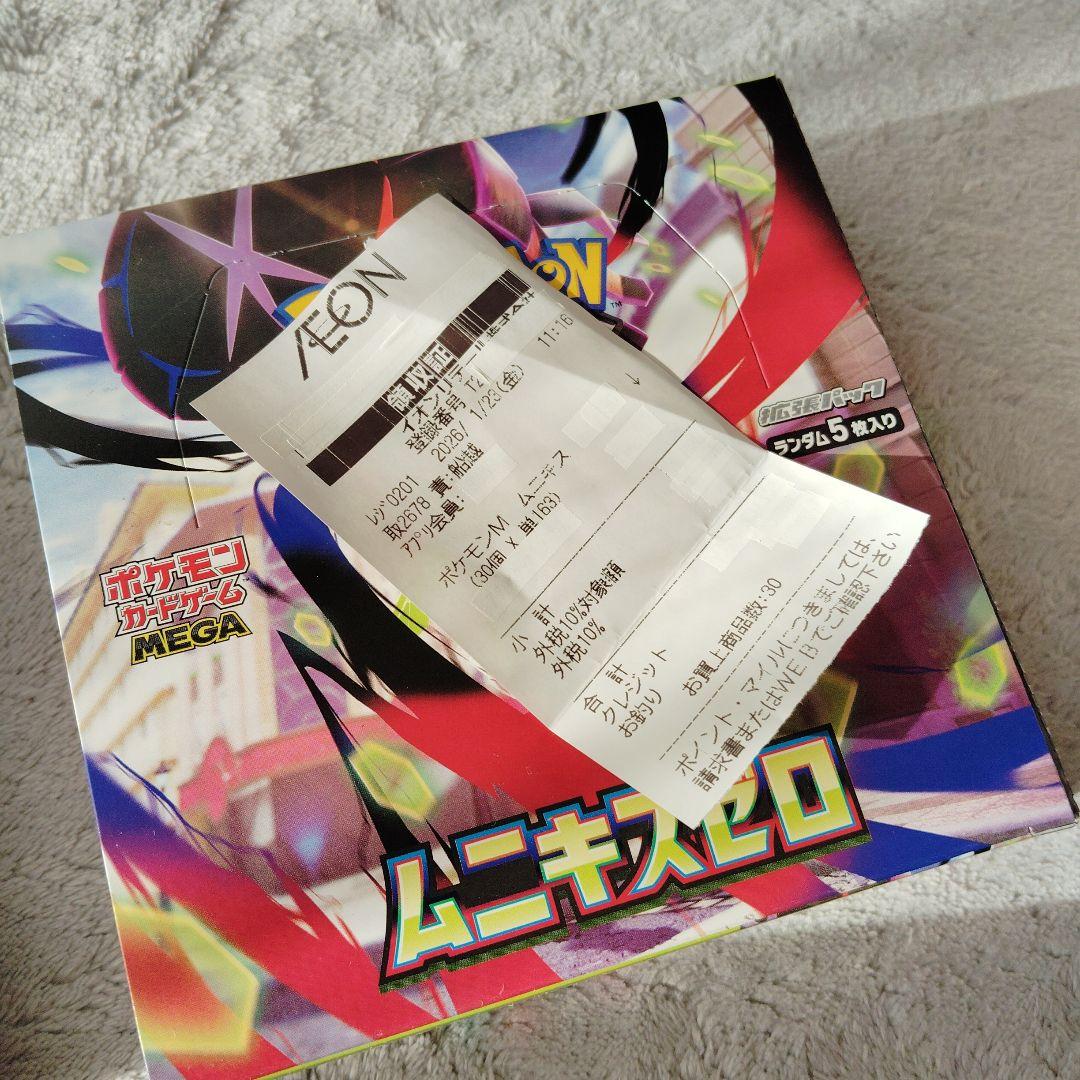 ÆON
領収証
イオンリテール株式会社
登録番号 T2
2026/ 1/23(金) 11:16
ﾚｼﾞ0201
取2678 責:船越
アプリ会員:
ポケモンM ムニキス
(30個 × 単163)
小 計
外税10%対象額
外税10%
合 計
クレジット
お釣り
お買上商品数:30
ポイント・マイルにつきましては、
請求書またはWEBでご確認下さい
ON
TM
拡張パック
ランダム5枚入り
ポケモン
カードゲーム
MEGA
ムニキスゼロ